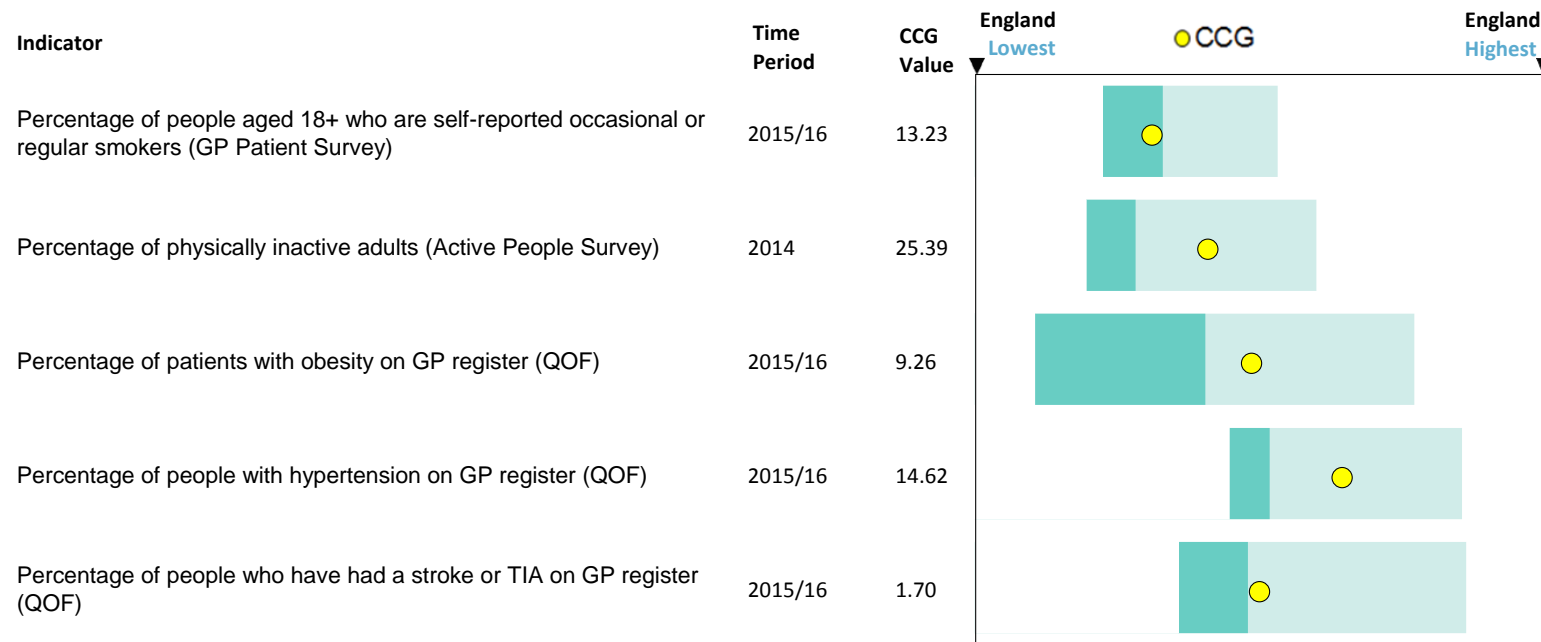 Indicator
Time
Period
CCG
Value
England
Lowest
CCG
England
Highest
Percentage of people aged 18+ who are self-reported occasional or
regular smokers (GP Patient Survey)
2015/16
13.23
Percentage of physically inactive adults (Active People Survey)
2014
25.39
Percentage of patients with obesity on GP register (QOF)
2015/16
9.26
Percentage of people with hypertension on GP register (QOF)
2015/16
14.62
Percentage of people who have had a stroke or TIA on GP register
(QOF)
2015/16
1.70